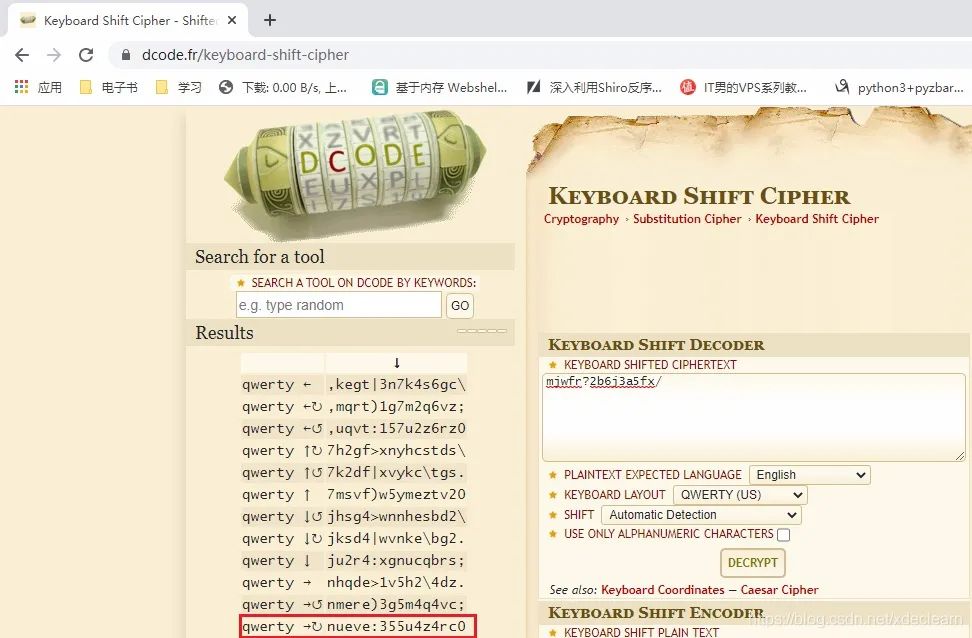 Keyboard Shift Cipher - Shifted
dcode.fr/keyboard-shift-cipher
应用 电子书 学习 下载: 0.00 B/s, 上... 基于内存 Webshel... 深入利用Shiro反序... IT男的VPS系列教... python3+pyzbar...
DCODE
Search for a tool
SEARCH A TOOL ON DCODE BY KEYWORDS:
e.g. type random GO
Results
↓
qwerty ← ,kegt|3n7k4s6gc\
qwerty ←↻ ,mqrt)1g7m2q6vz;
qwerty ←↺ ,uqvt:157u2z6rz0
qwerty ↑↻ 7h2gf>xnyhcstds\
qwerty ↑↺ 7k2df|xvykc\tgs.
qwerty ↑ 7msvf)w5ymeztv20
qwerty ↓↺ jhsg4>wnnhesbd2\
qwerty ↓↻ jksd4|wvnke\bg2.
qwerty ↓ ju2r4:xgnucqbrs;
qwerty → nhqde>1v5h2\4dz.
qwerty →↺ nmere)3g5m4q4vc;
qwerty →↻ nueve:355u4z4rc0
KEYBOARD SHIFT CIPHER
Cryptography › Substitution Cipher › Keyboard Shift Cipher
KEYBOARD SHIFT DECODER
KEYBOARD SHIFTED CIPHERTEXT
mjwfr?2b6j3a5fx/
PLAINTEXT EXPECTED LANGUAGE English
KEYBOARD LAYOUT QWERTY (US)
SHIFT Automatic Detection
USE ONLY ALPHANUMERIC CHARACTERS
DECRYPT
See also: Keyboard Coordinates — Caesar Cipher
KEYBOARD SHIFT ENCODER
KEYBOARD SHIFT PLAIN TEXT
https://blog.csdn.net/xdeclearn